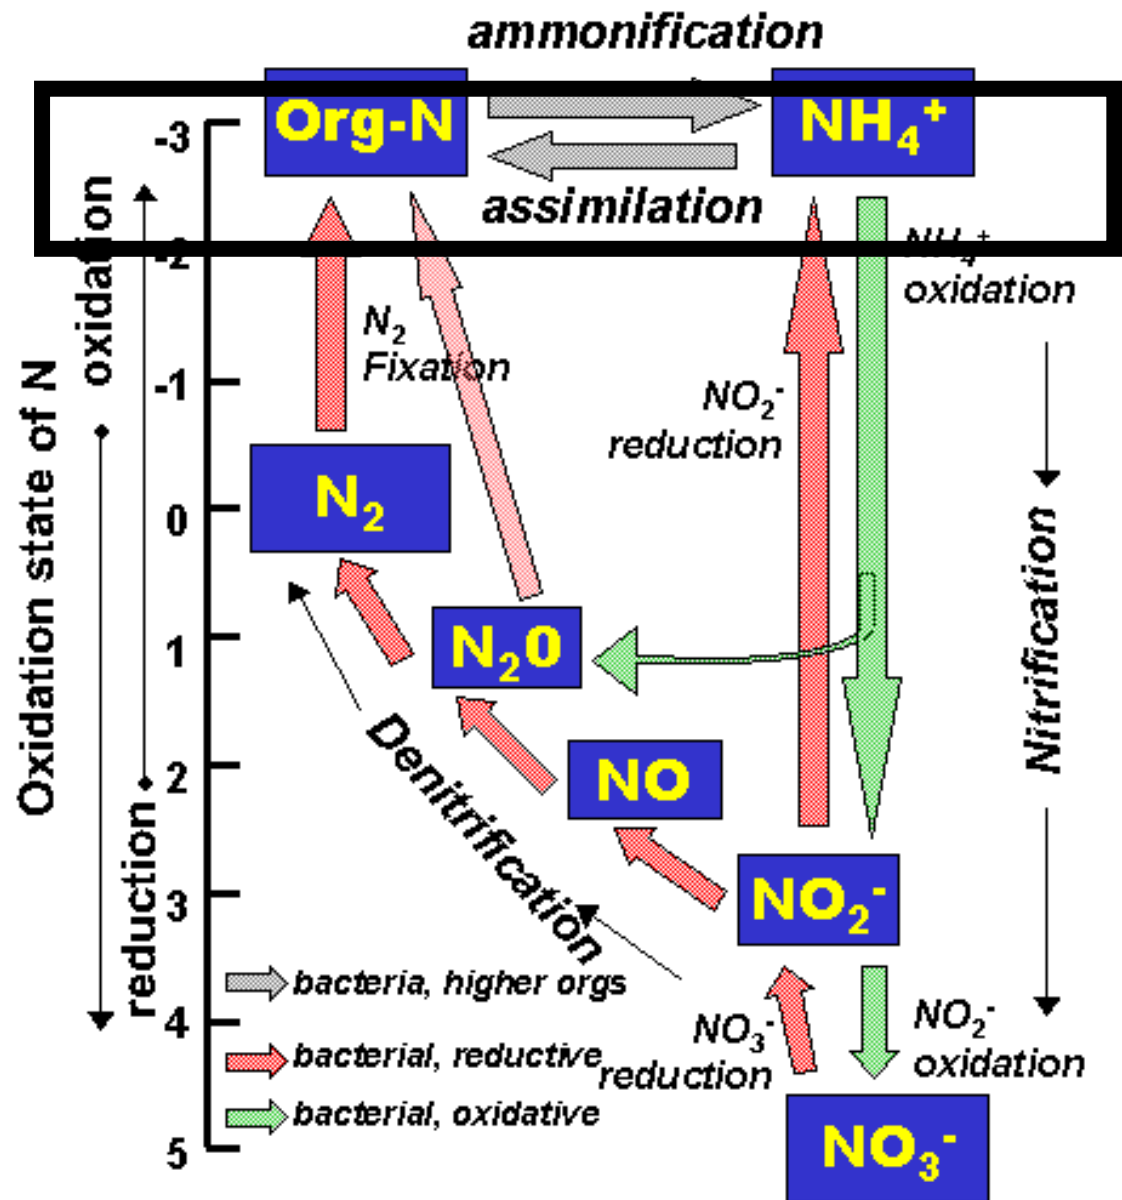 ammonification
Org-N
NH₄⁺
-3
assimilation
-2
NH₄⁺
oxidation
oxidation
N₂
Fixation
Oxidation state of N
-1
NO₂⁻
reduction
N₂
0
Nitrification
N₂0
1
Denitrification
NO
2
reduction
NO₂⁻
3
bacteria, higher orgs
4
NO₃⁻
reduction
NO₂⁻
oxidation
bacterial, reductive
bacterial, oxidative
5
NO₃⁻